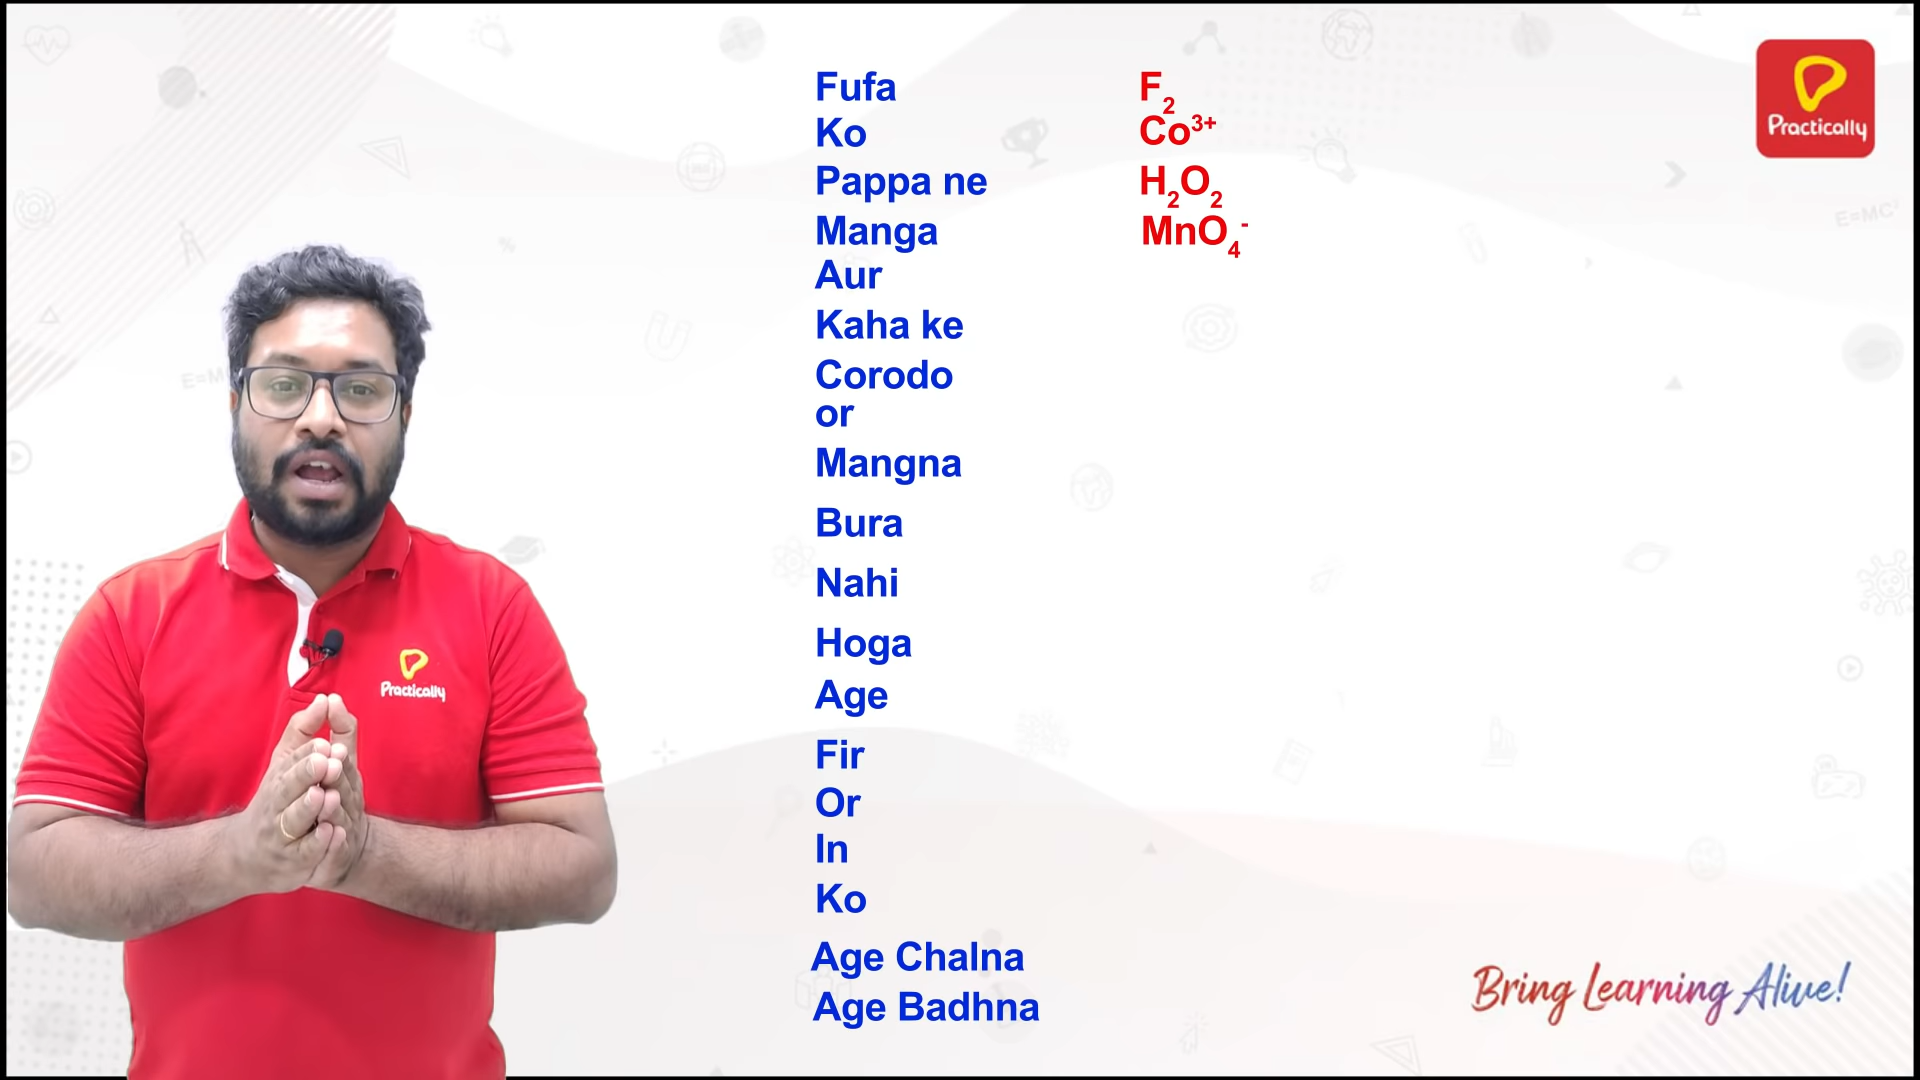 Fufa F₂
Ko Co³⁺
Pappa ne H₂O₂
Manga MnO₄⁻
Aur
Kaha ke
Corodo
or
Mangna
Bura
Nahi
Hoga
Age
Fir
Or
In
Ko
Age Chalna
Age Badhna
Practically
Practically
Bring Learning Alive!
E=MC²
E=M